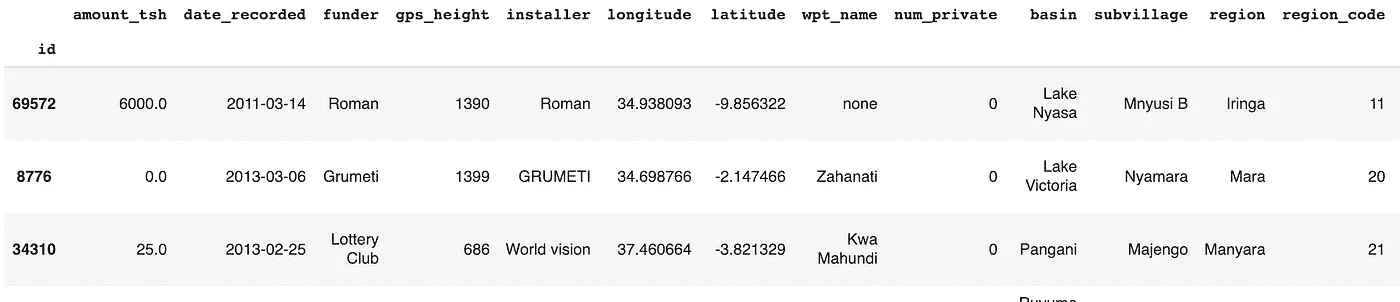 amount_tsh date_recorded funder gps_height installer longitude latitude wpt_name num_private basin subvillage region region_code
id
69572 6000.0 2011-03-14 Roman 1390 Roman 34.938093 -9.856322 none 0 Lake Nyasa Mnyusi B Iringa 11
8776 0.0 2013-03-06 Grumeti 1399 GRUMETI 34.698766 -2.147466 Zahanati 0 Lake Victoria Nyamara Mara 20
34310 25.0 2013-02-25 Lottery Club 686 World vision 37.460664 -3.821329 Kwa Mahundi 0 Pangani Majengo Manyara 21